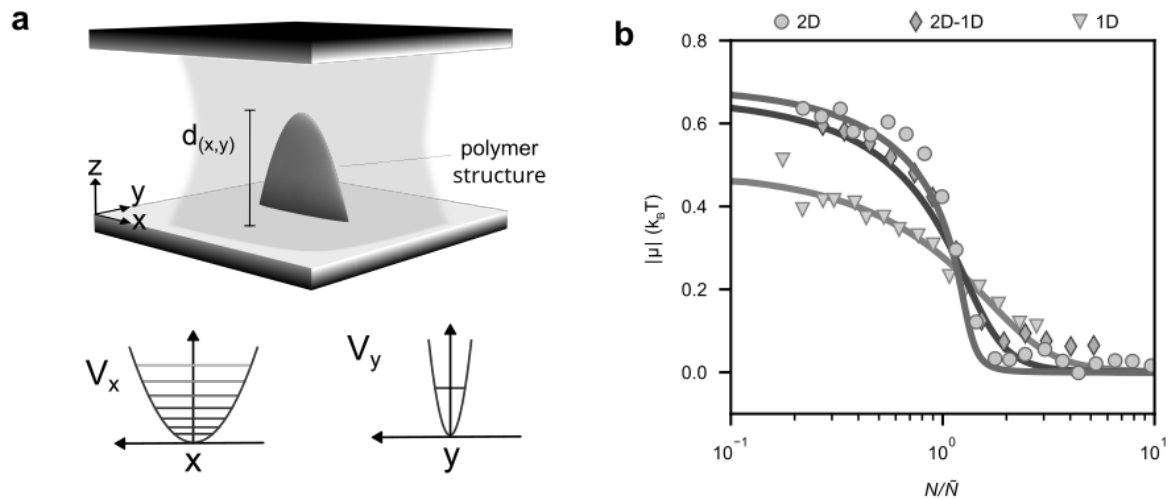 a
d(x,y)
polymer
structure
z
y
x
Vx
x
Vy
y
b
2D
2D-1D
1D
0.8
0.6
0.4
0.2
0.0
|μ| (kBT)
10⁻¹
10⁰
10¹
N/N̄